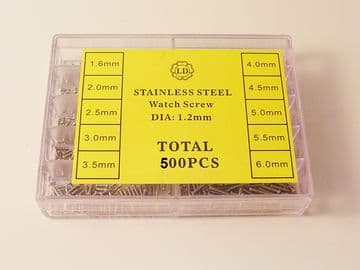 LD
STAINLESS STEEL
Watch Screw
DIA: 1.2mm
TOTAL
500PCS
1.6mm
2.0mm
2.5mm
3.0mm
3.5mm
4.0mm
4.5mm
5.0mm
5.5mm
6.0mm